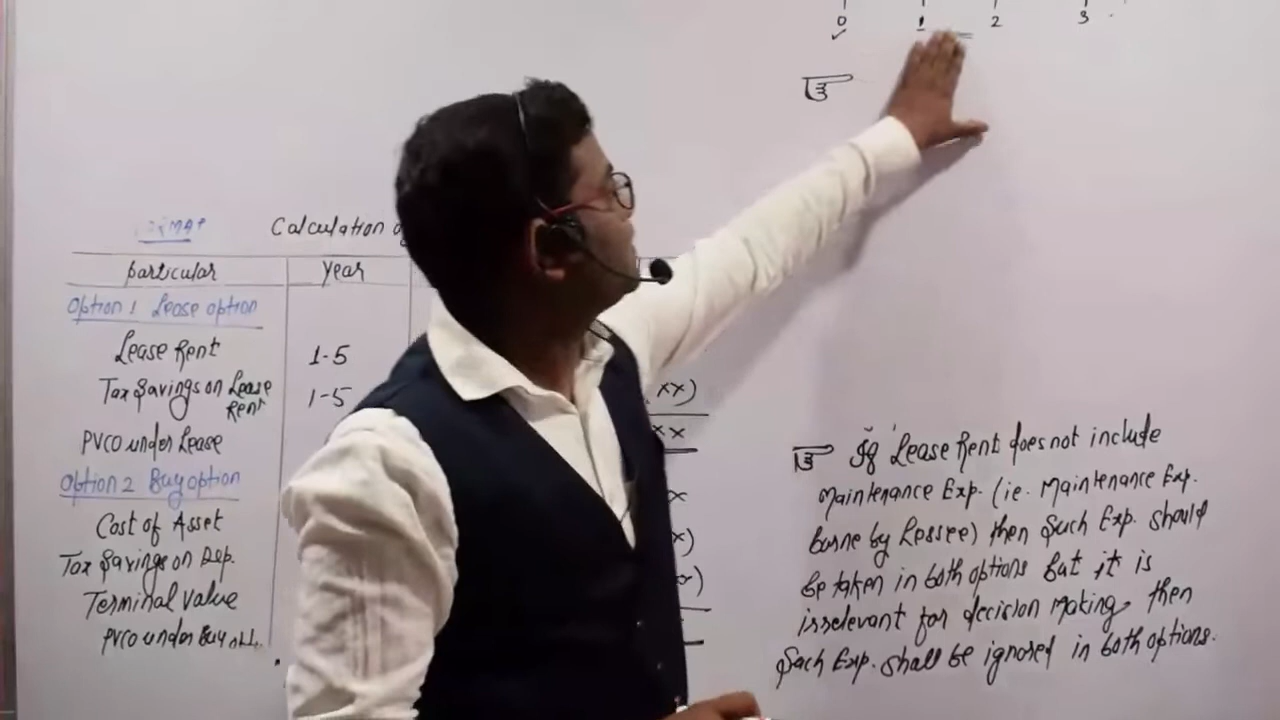 0 1 2 3
Calculation
particular Year
Option 1 Lease option
Lease Rent 1-5
Tax Savings on Lease Rent 1-5
xx)
PVCO under Lease
xx
Option 2 Buy option
Cost of Asset
x
Tax Savings on Dep.
x)
Terminal Value
PVCO under Buy
If Lease Rent does not include
Maintenance Exp. (ie. Maintenance Exp.
borne by Lessee) then Such Exp. should
be taken in both options but it is
irrelevant for decision Making, then
Such Exp. shall be ignored in both options.